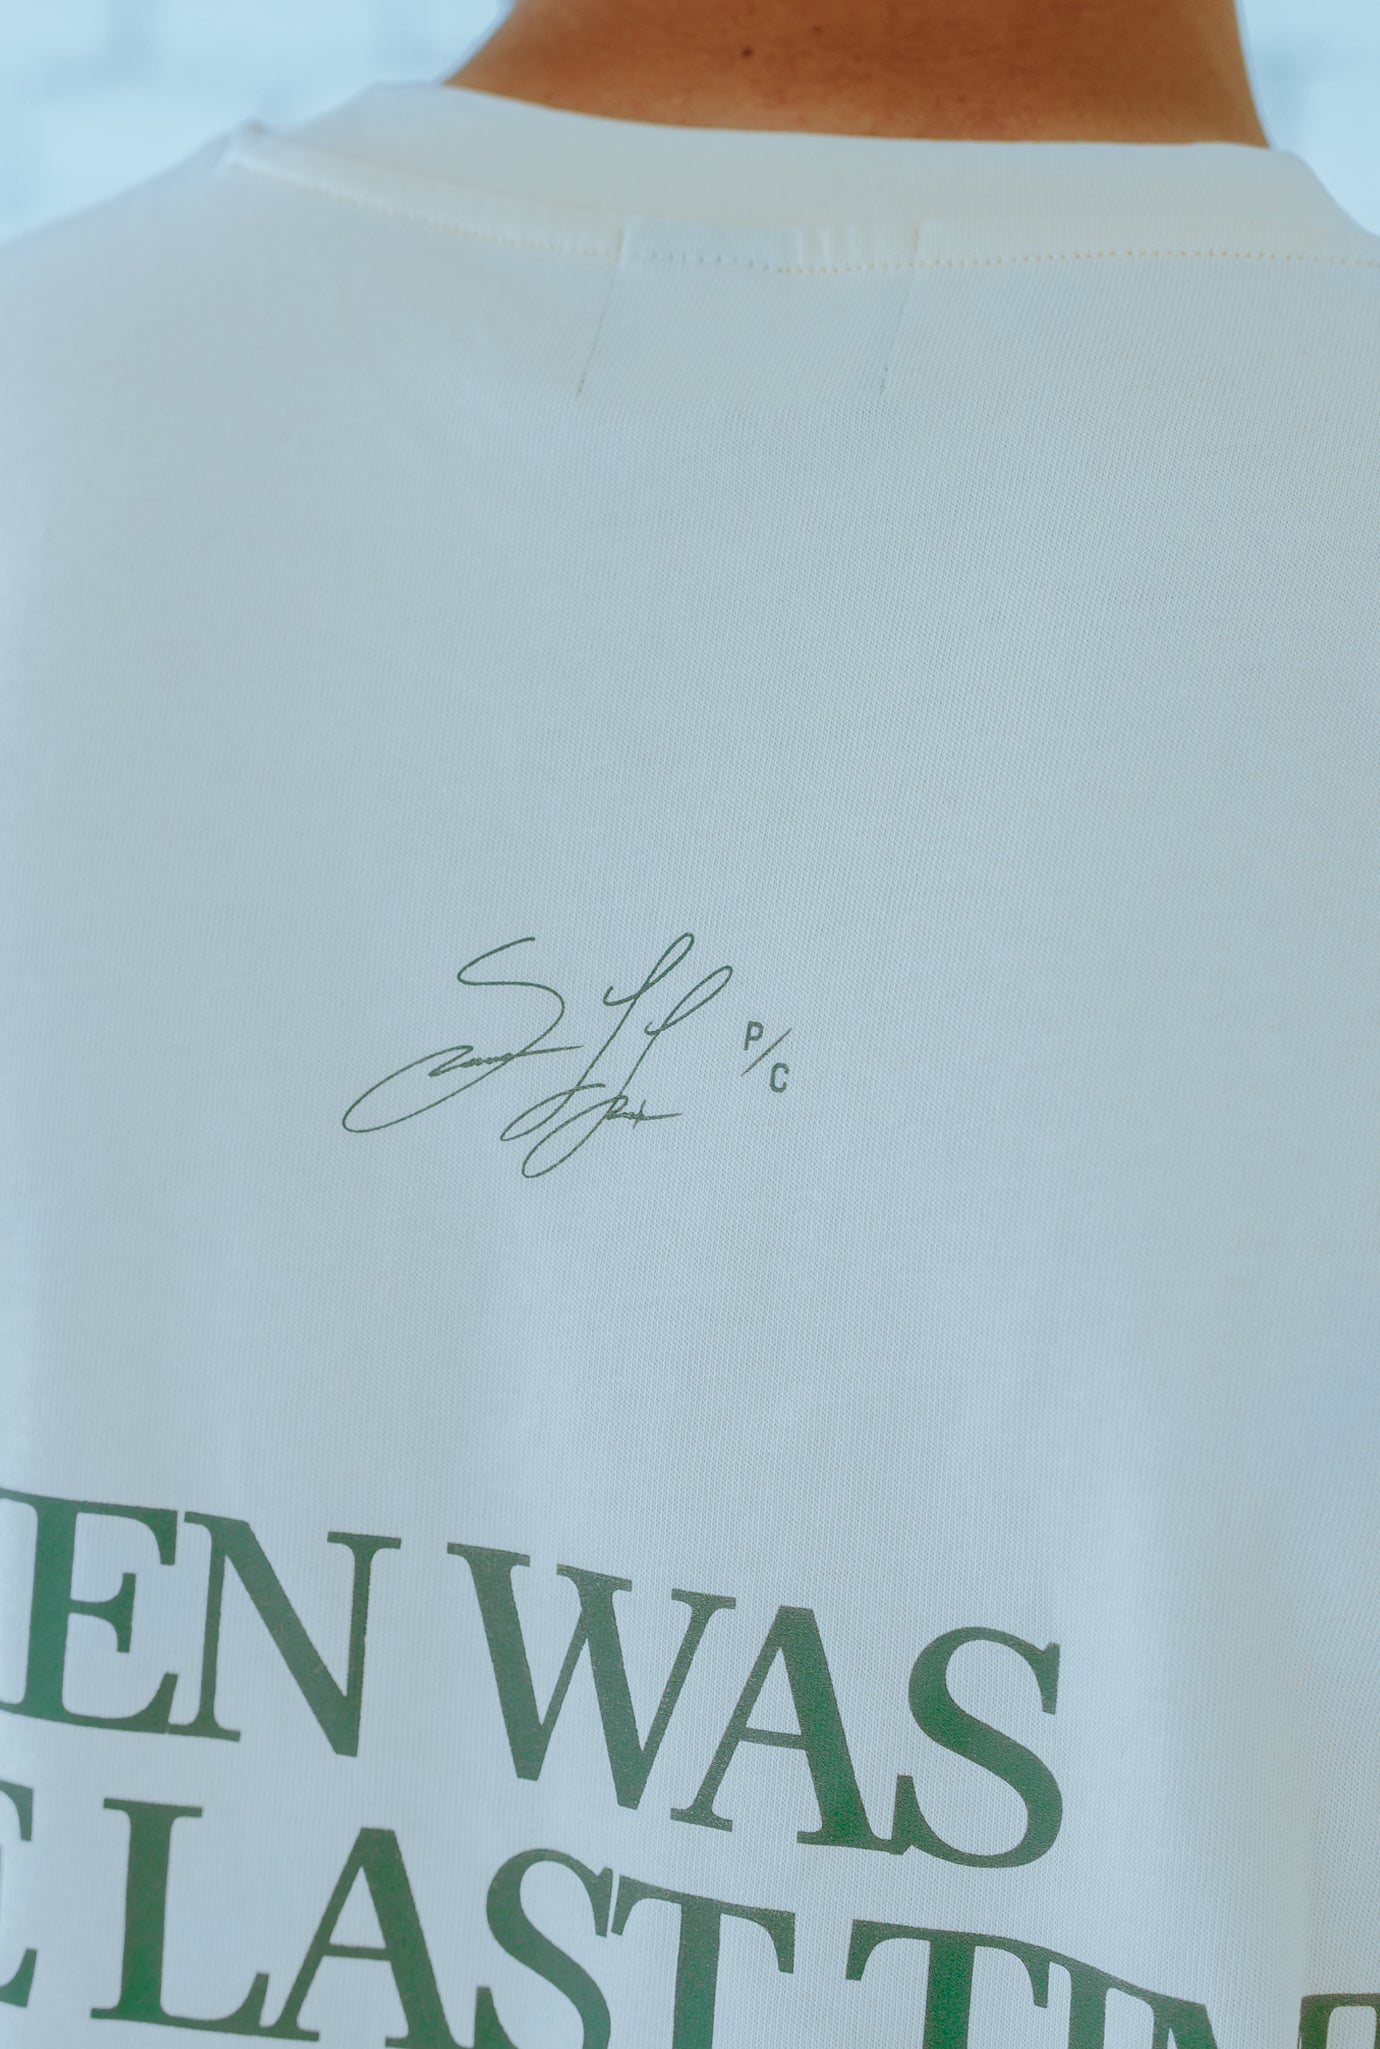 P/C
EN WAS
E LAST TIM